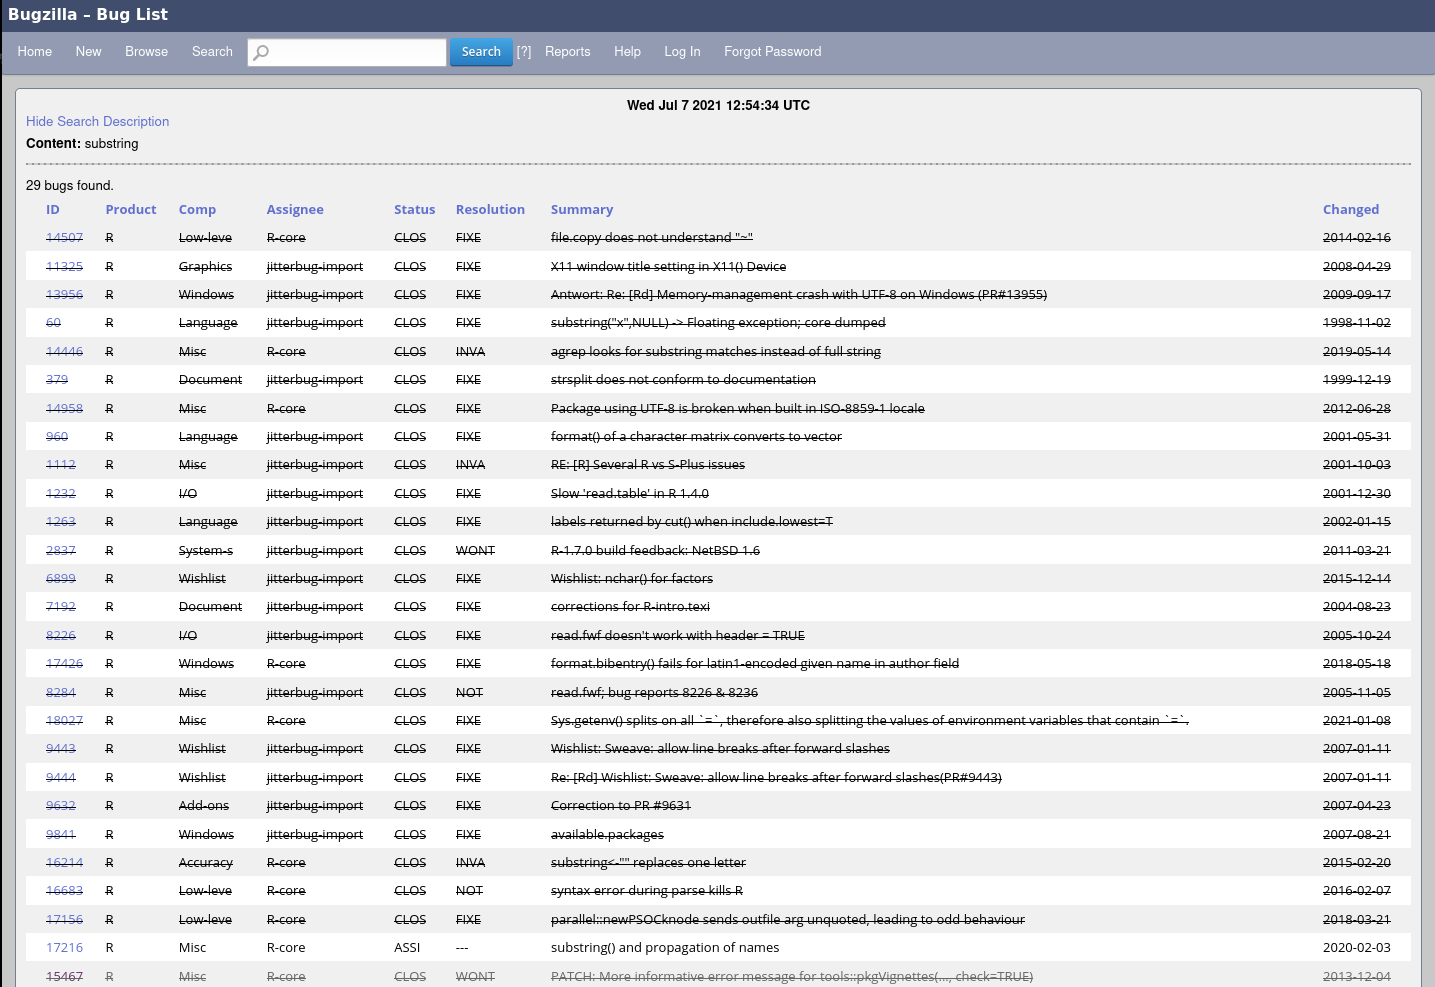 Bugzilla – Bug List
Home New Browse Search Search [?] Reports Help Log In Forgot Password
Wed Jul 7 2021 12:54:34 UTC
Hide Search Description
Content: substring
29 bugs found.
ID Product Comp Assignee Status Resolution Summary Changed
14507 R Low-leve R-core CLOS FIXE file.copy does not understand "~" 2014-02-16
11325 R Graphics jitterbug-import CLOS FIXE X11 window title setting in X11() Device 2008-04-29
13956 R Windows jitterbug-import CLOS FIXE Antwort: Re: [Rd] Memory-management crash with UTF-8 on Windows (PR#13955) 2009-09-17
60 R Language jitterbug-import CLOS FIXE substring("x",NULL) -> Floating exception; core dumped 1998-11-02
14446 R Misc R-core CLOS INVA agrep looks for substring matches instead of full string 2019-05-14
379 R Document jitterbug-import CLOS FIXE strsplit does not conform to documentation 1999-12-19
14958 R Misc R-core CLOS FIXE Package using UTF-8 is broken when built in ISO-8859-1 locale 2012-06-28
960 R Language jitterbug-import CLOS FIXE format() of a character matrix converts to vector 2001-05-31
1112 R Misc jitterbug-import CLOS INVA RE: [R] Several R vs S-Plus issues 2001-10-03
1232 R I/O jitterbug-import CLOS FIXE Slow 'read.table' in R 1.4.0 2001-12-30
1263 R Language jitterbug-import CLOS FIXE labels returned by cut() when include.lowest=T 2002-01-15
2837 R System-s jitterbug-import CLOS WONT R-1.7.0 build feedback: NetBSD 1.6 2011-03-21
6899 R Wishlist jitterbug-import CLOS FIXE Wishlist: nchar() for factors 2015-12-14
7192 R Document jitterbug-import CLOS FIXE corrections for R-intro.texi 2004-08-23
8226 R I/O jitterbug-import CLOS FIXE read.fwf doesn't work with header = TRUE 2005-10-24
17426 R Windows R-core CLOS FIXE format.bibentry() fails for latin1-encoded given name in author field 2018-05-18
8284 R Misc jitterbug-import CLOS NOT read.fwf; bug reports 8226 & 8236 2005-11-05
18027 R Misc R-core CLOS FIXE Sys.getenv() splits on all `=`, therefore also splitting the values of environment variables that contain `=`. 2021-01-08
9443 R Wishlist jitterbug-import CLOS FIXE Wishlist: Sweave: allow line breaks after forward slashes 2007-01-11
9444 R Wishlist jitterbug-import CLOS FIXE Re: [Rd] Wishlist: Sweave: allow line breaks after forward slashes(PR#9443) 2007-01-11
9632 R Add-ons jitterbug-import CLOS FIXE Correction to PR #9631 2007-04-23
9841 R Windows jitterbug-import CLOS FIXE available.packages 2007-08-21
16214 R Accuracy R-core CLOS INVA substring<-"" replaces one letter 2015-02-20
16683 R Low-leve R-core CLOS NOT syntax error during parse kills R 2016-02-07
17156 R Low-leve R-core CLOS FIXE parallel::newPSOCknode sends outfile arg unquoted, leading to odd behaviour 2018-03-21
17216 R Misc R-core ASSI --- substring() and propagation of names 2020-02-03
15467 R Misc R-core CLOS WONT PATCH: More informative error message for tools::pkgVignettes(..., check=TRUE) 2013-12-04